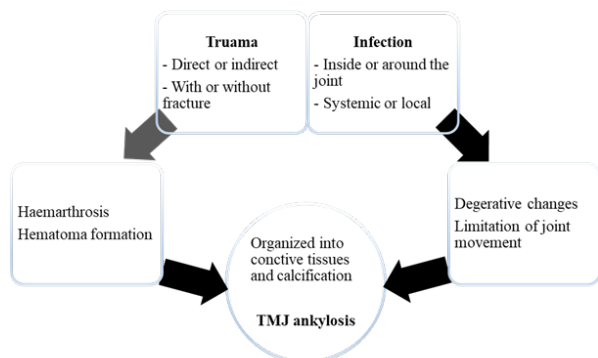 Truama
- Direct or indirect
- With or without
fracture
Infection
- Inside or around the
joint
- Systemic or local
Haemarthrosis
Hematoma formation
Degerative changes
Limitation of joint
movement
Organized into
conctive tissues
and calcification
TMJ ankylosis